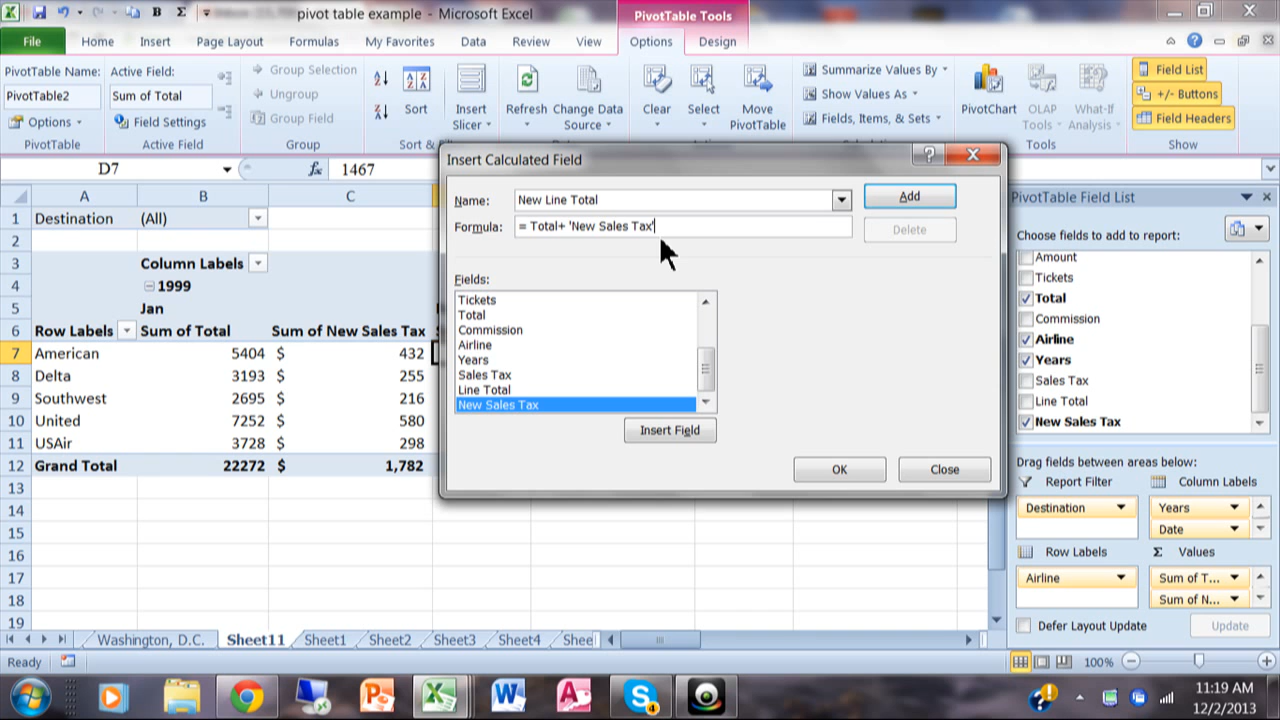 pivot table example - Microsoft Excel
PivotTable Tools
File Home Insert Page Layout Formulas My Favorites Data Review View Options Design
PivotTable Name:
PivotTable2
Options
PivotTable
Active Field:
Sum of Total
Field Settings
Active Field
Group Selection
Ungroup
Group Field
Group
Sort
Insert
Slicer
Refresh
Change Data
Source
Clear
Select
Move
PivotTable
Summarize Values By
Show Values As
Fields, Items, & Sets
PivotChart
OLAP
Tools
What-If
Analysis
Tools
Field List
+/- Buttons
Field Headers
Show
D7 fx 1467
A B C
1 Destination (All)
2
3 Column Labels
4 1999
5 Jan
6 Row Labels Sum of Total Sum of New Sales Tax
7 American 5404 $ 432
8 Delta 3193 $ 255
9 Southwest 2695 $ 216
10 United 7252 $ 580
11 USAir 3728 $ 298
12 Grand Total 22272 $ 1,782
13
14
15
16
17
18
19
Insert Calculated Field
Name: New Line Total
Add
Formula: = Total+ 'New Sales Tax'
Delete
Fields:
Tickets
Total
Commission
Airline
Years
Sales Tax
Line Total
New Sales Tax
Insert Field
OK Close
PivotTable Field List
Choose fields to add to report:
Amount
Tickets
Total
Commission
Airline
Years
Sales Tax
Line Total
New Sales Tax
Drag fields between areas below:
Report Filter Column Labels
Destination Years
Date
Row Labels Σ Values
Airline Sum of T...
Sum of N...
Defer Layout Update Update
Washington, D.C. Sheet11 Sheet1 Sheet2 Sheet3 Sheet4 Shee
Ready 100%
11:19 AM
12/2/2013